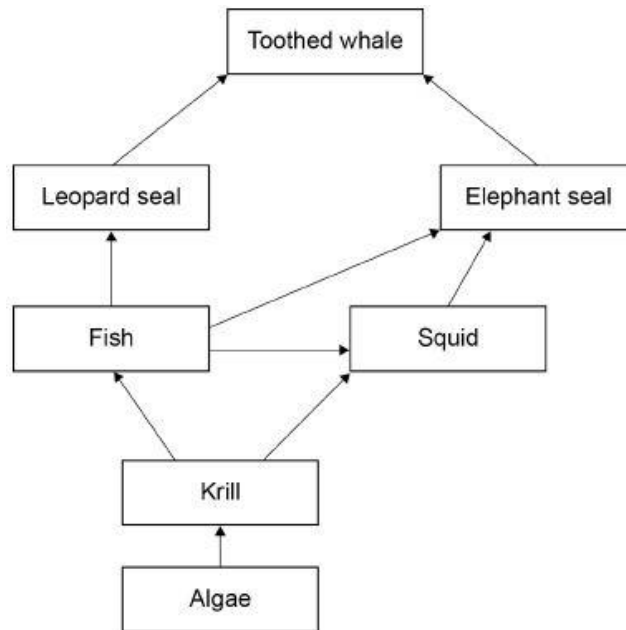 Toothed whale
Leopard seal
Elephant seal
Fish
Squid
Krill
Algae